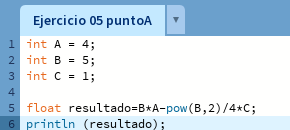 Ejercicio 05 puntoA ▼
1 int A = 4;
2 int B = 5;
3 int C = 1;
4
5 float resultado=B*A-pow(B,2)/4*C;
6 println (resultado);